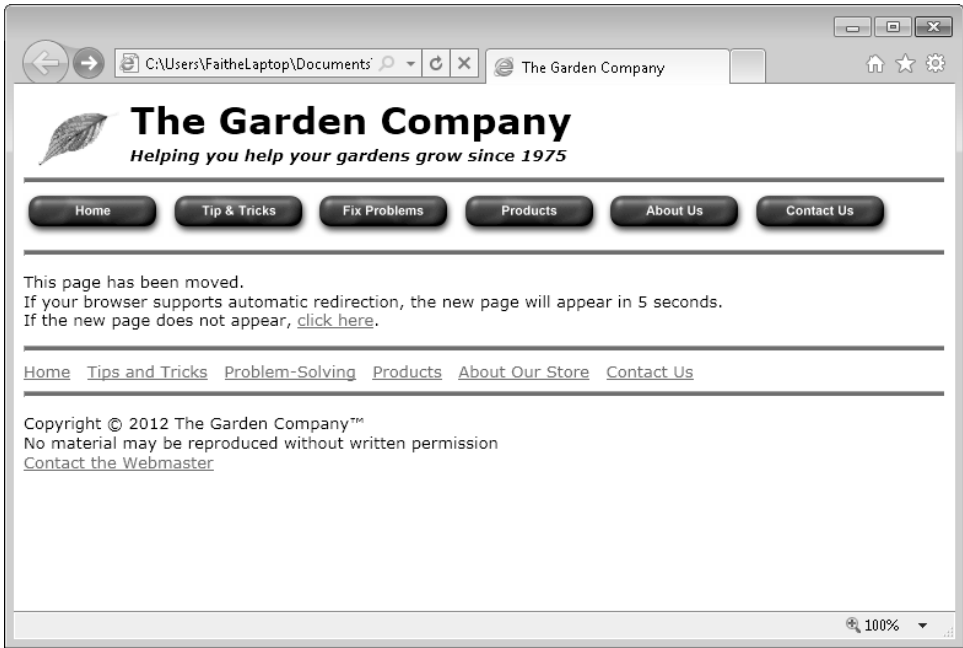 C:\Users\FaitheLaptop\Documents
The Garden Company
The Garden Company
Helping you help your gardens grow since 1975
Home Tip & Tricks Fix Problems Products About Us Contact Us
This page has been moved.
If your browser supports automatic redirection, the new page will appear in 5 seconds.
If the new page does not appear, click here.
Home Tips and Tricks Problem-Solving Products About Our Store Contact Us
Copyright © 2012 The Garden Company™
No material may be reproduced without written permission
Contact the Webmaster
100%